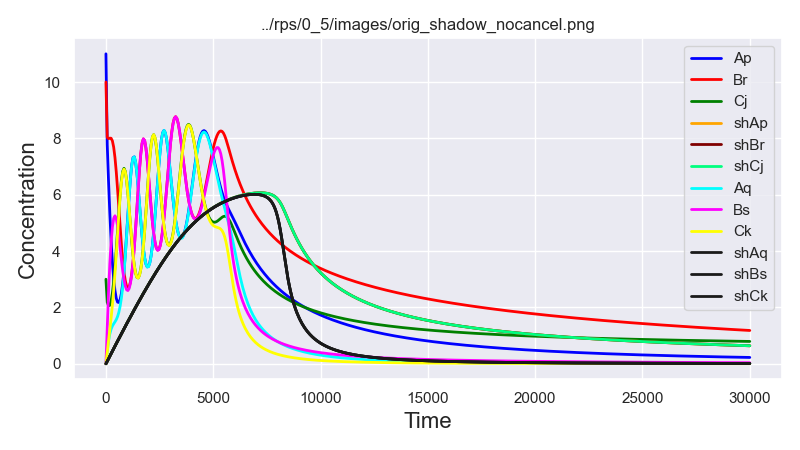 ../rps/0_5/images/orig_shadow_nocancel.png
Concentration
10
8
6
4
2
0
0
5000
10000
15000
20000
25000
30000
Time
Ap
Br
Cj
shAp
shBr
shCj
Aq
Bs
Ck
shAq
shBs
shCk